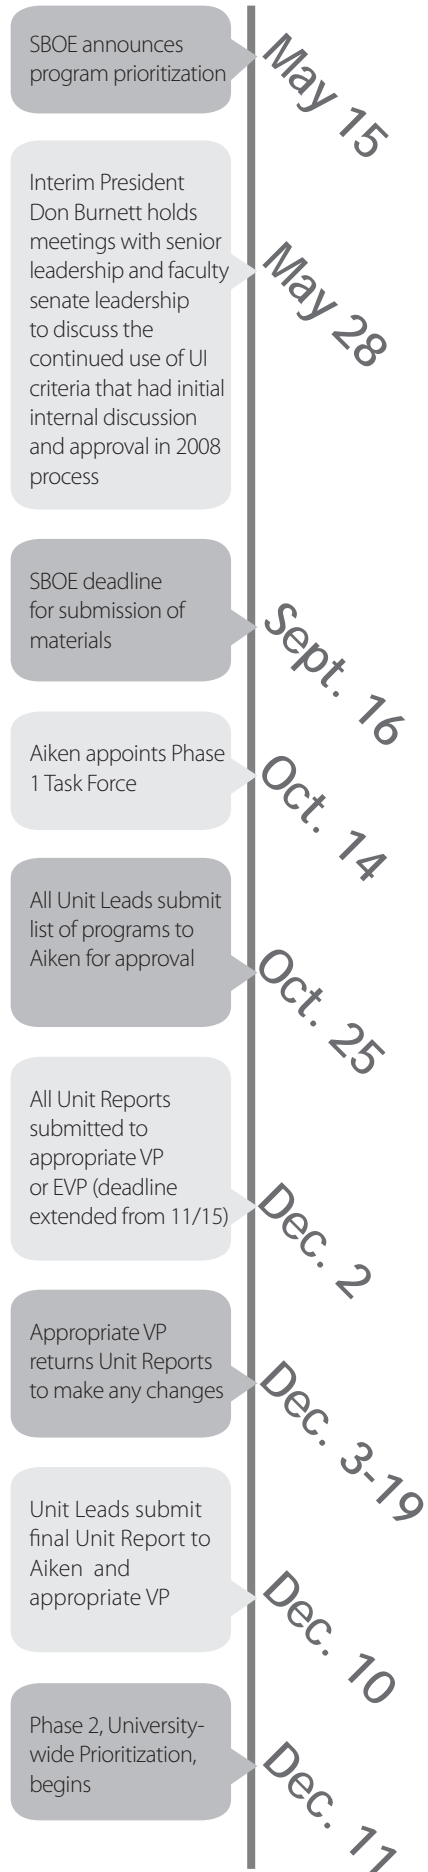 SBOE announces
program prioritization
May 15
Interim President
Don Burnett holds
meetings with senior
leadership and faculty
senate leadership
to discuss the
continued use of UI
criteria that had initial
internal discussion
and approval in 2008
process
May 28
SBOE deadline
for submission of
materials
Sept. 16
Aiken appoints Phase
1 Task Force
Oct. 14
All Unit Leads submit
list of programs to
Aiken for approval
Oct. 25
All Unit Reports
submitted to
appropriate VP
or EVP (deadline
extended from 11/15)
Dec. 2
Appropriate VP
returns Unit Reports
to make any changes
Dec. 3-19
Unit Leads submit
final Unit Report to
Aiken and
appropriate VP
Dec. 10
Phase 2, University-
wide Prioritization,
begins
Dec. 11